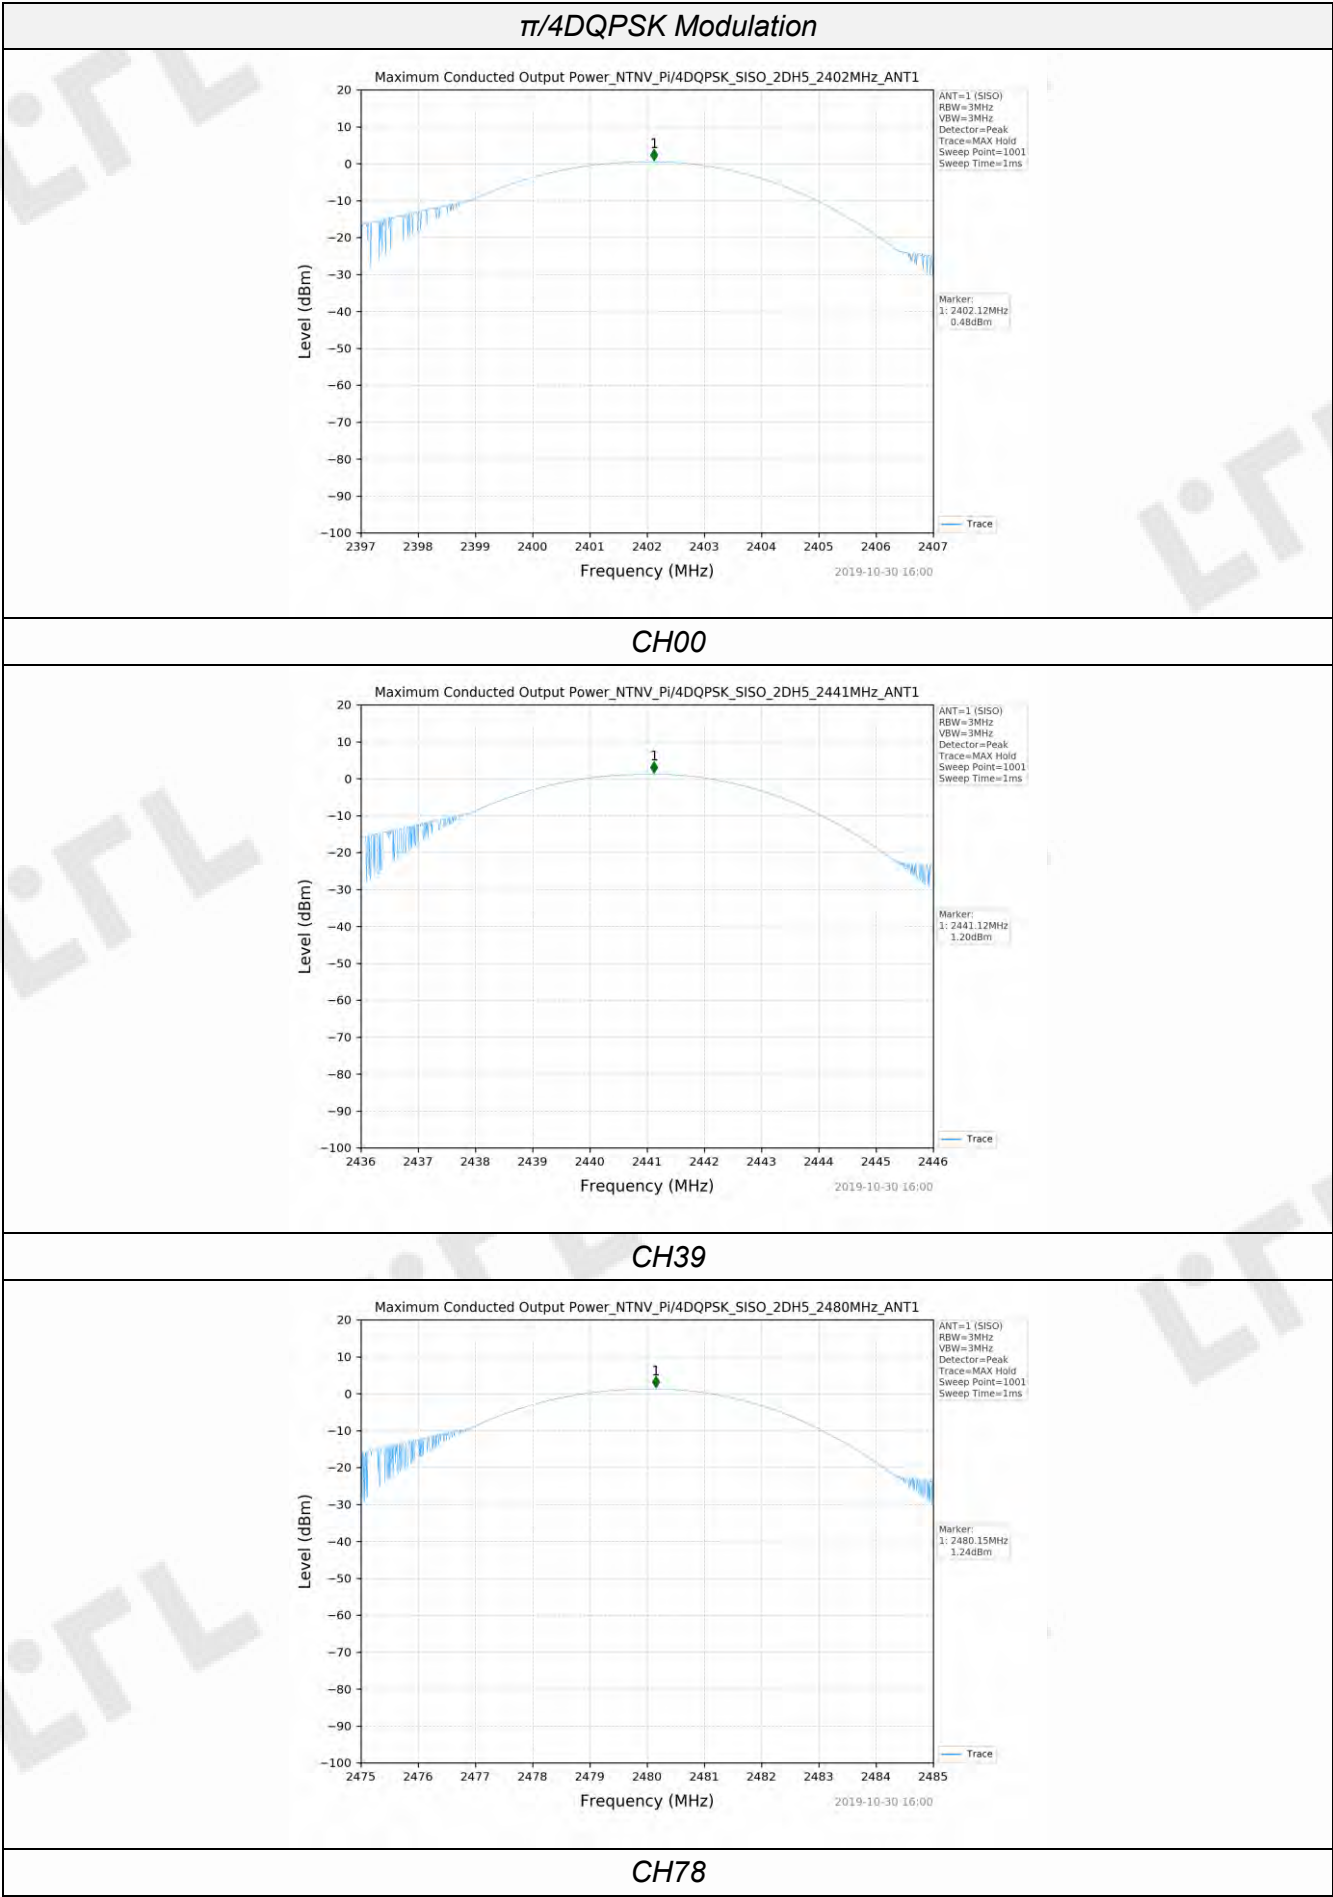 π/4DQPSK Modulation
Maximum Conducted Output Power_NTNV_Pi/4DQPSK_SISO_2DH5_2402MHz_ANT1
20
10
0
−10
−20
−30
−40
−50
−60
−70
−80
−90
−100
Level (dBm)
1
ANT=1 (SISO)
RBW=3MHz
VBW=3MHz
Detector=Peak
Trace=MAX Hold
Sweep Point=1001
Sweep Time=1ms
Marker:
1: 2402.12MHz
0.48dBm
Trace
2397 2398 2399 2400 2401 2402 2403 2404 2405 2406 2407
Frequency (MHz)
2019-10-30 16:00
CH00
Maximum Conducted Output Power_NTNV_Pi/4DQPSK_SISO_2DH5_2441MHz_ANT1
20
10
0
−10
−20
−30
−40
−50
−60
−70
−80
−90
−100
Level (dBm)
1
ANT=1 (SISO)
RBW=3MHz
VBW=3MHz
Detector=Peak
Trace=MAX Hold
Sweep Point=1001
Sweep Time=1ms
Marker:
1: 2441.12MHz
1.20dBm
Trace
2436 2437 2438 2439 2440 2441 2442 2443 2444 2445 2446
Frequency (MHz)
2019-10-30 16:00
CH39
Maximum Conducted Output Power_NTNV_Pi/4DQPSK_SISO_2DH5_2480MHz_ANT1
20
10
0
−10
−20
−30
−40
−50
−60
−70
−80
−90
−100
Level (dBm)
1
ANT=1 (SISO)
RBW=3MHz
VBW=3MHz
Detector=Peak
Trace=MAX Hold
Sweep Point=1001
Sweep Time=1ms
Marker:
1: 2480.15MHz
1.24dBm
Trace
2475 2476 2477 2478 2479 2480 2481 2482 2483 2484 2485
Frequency (MHz)
2019-10-30 16:00
CH78